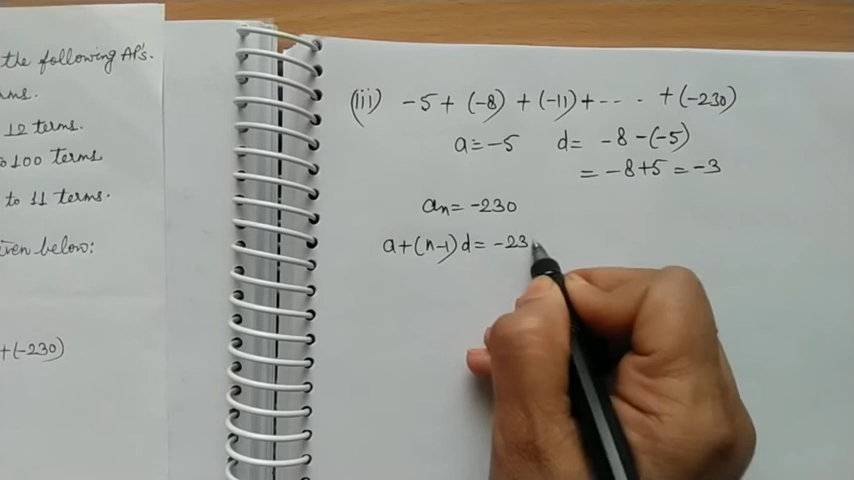 the following AP's.
rms.
12 terms.
o 100 terms
to 11 terms.
iven below:
+(-230)
(iii) -5+ (-8) +(-11)+ --- . +(-230)
a=-5 d= -8-(-5)
= -8+5 = -3
an= -230
a+(n-1)d= -23